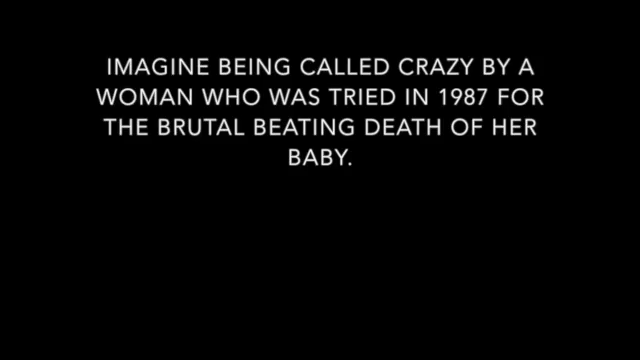 IMAGINE BEING CALLED CRAZY BY A
WOMAN WHO WAS TRIED IN 1987 FOR
THE BRUTAL BEATING DEATH OF HER
BABY.